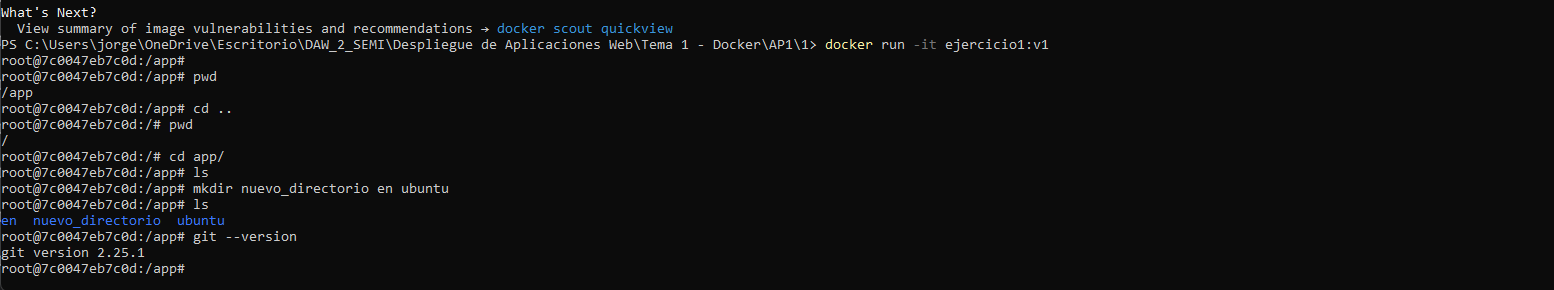 What's Next?
  View summary of image vulnerabilities and recommendations → docker scout quickview
PS C:\Users\jorge\OneDrive\Escritorio\DAW_2_SEMI\Despliegue de Aplicaciones Web\Tema 1 - Docker\AP1\1> docker run -it ejercicio1:v1
root@7c0047eb7c0d:/app#
root@7c0047eb7c0d:/app# pwd
/app
root@7c0047eb7c0d:/app# cd ..
root@7c0047eb7c0d:/# pwd
/
root@7c0047eb7c0d:/# cd app/
root@7c0047eb7c0d:/app# ls
root@7c0047eb7c0d:/app# mkdir nuevo_directorio en ubuntu
root@7c0047eb7c0d:/app# ls
en  nuevo_directorio  ubuntu
root@7c0047eb7c0d:/app# git --version
git version 2.25.1
root@7c0047eb7c0d:/app#